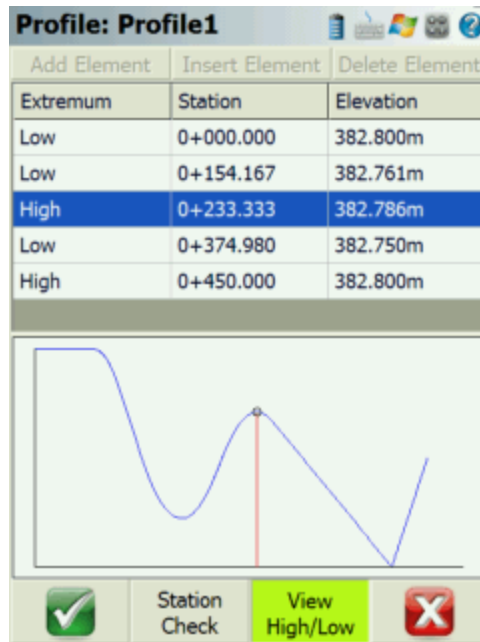 Profile: Profile1
Add Element Insert Element Delete Element
Extremum Station Elevation
Low 0+000.000 382.800m
Low 0+154.167 382.761m
High 0+233.333 382.786m
Low 0+374.980 382.750m
High 0+450.000 382.800m
Station Check
View High/Low